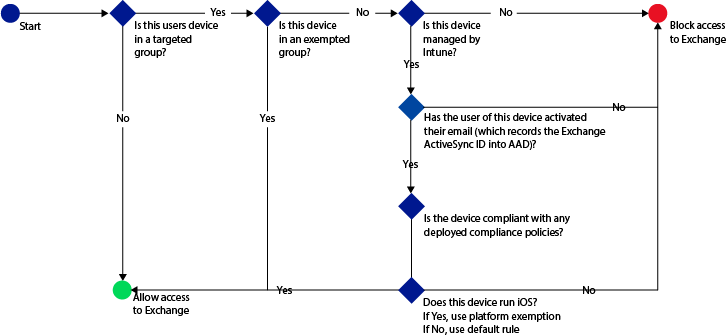 Start
Is this users device
in a targeted
group?
Yes
Is this device
in an exempted
group?
No
Is this device
managed by
Intune?
No
Block access
to Exchange
Yes
No
Yes
Has the user of this device activated
their email (which records the Exchange
ActiveSync ID into AAD)?
No
Yes
Is the device compliant with any
deployed compliance policies?
Allow access
to Exchange
Yes
Does this device run iOS?
If Yes, use platform exemption
If No, use default rule
No